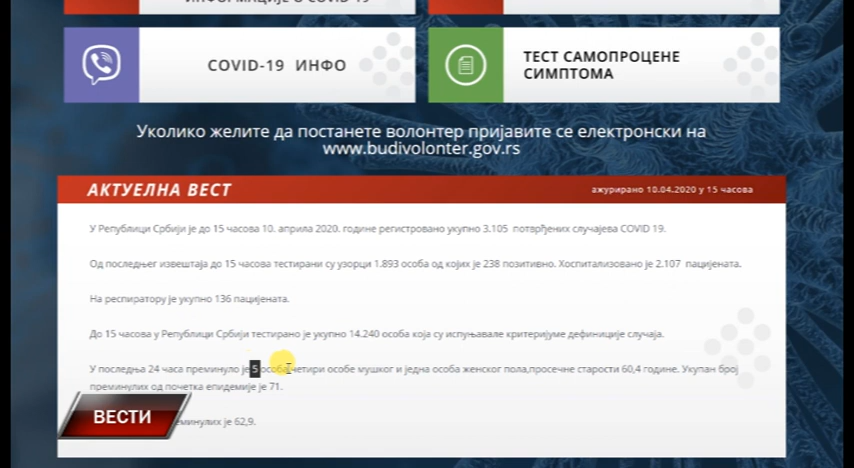 ИНФОРМАЦИЈЕ О COVID-19
COVID-19 ИНФО
ТЕСТ САМОПРОЦЕНЕ
СИМПТОМА
Уколико желите да постанете волонтер пријавите се електронски на
www.budivolonter.gov.rs
АКТУЕЛНА ВЕСТ
ажурирано 10.04.2020 у 15 часова
У Републици Србији је до 15 часова 10. априла 2020. године регистровано укупно 3.105 потврђених случајева COVID 19.
Од последњег извештаја до 15 часова тестирани су узорци 1.893 особа од којих је 238 позитивно. Хоспитализовано је 2.107 пацијената.
На респиратору је укупно 136 пацијената.
До 15 часова у Републици Србији тестирано је укупно 14.240 особа која су испуњавале критеријуме дефиниције случаја.
У последња 24 часа преминуло је 5 особа,четири особе мушког и једна особа женског пола,просечне старости 60,4 године. Укупан број
преминулих од почетка епидемије је 71.
еминулих је 62,9.
ВЕСТИ